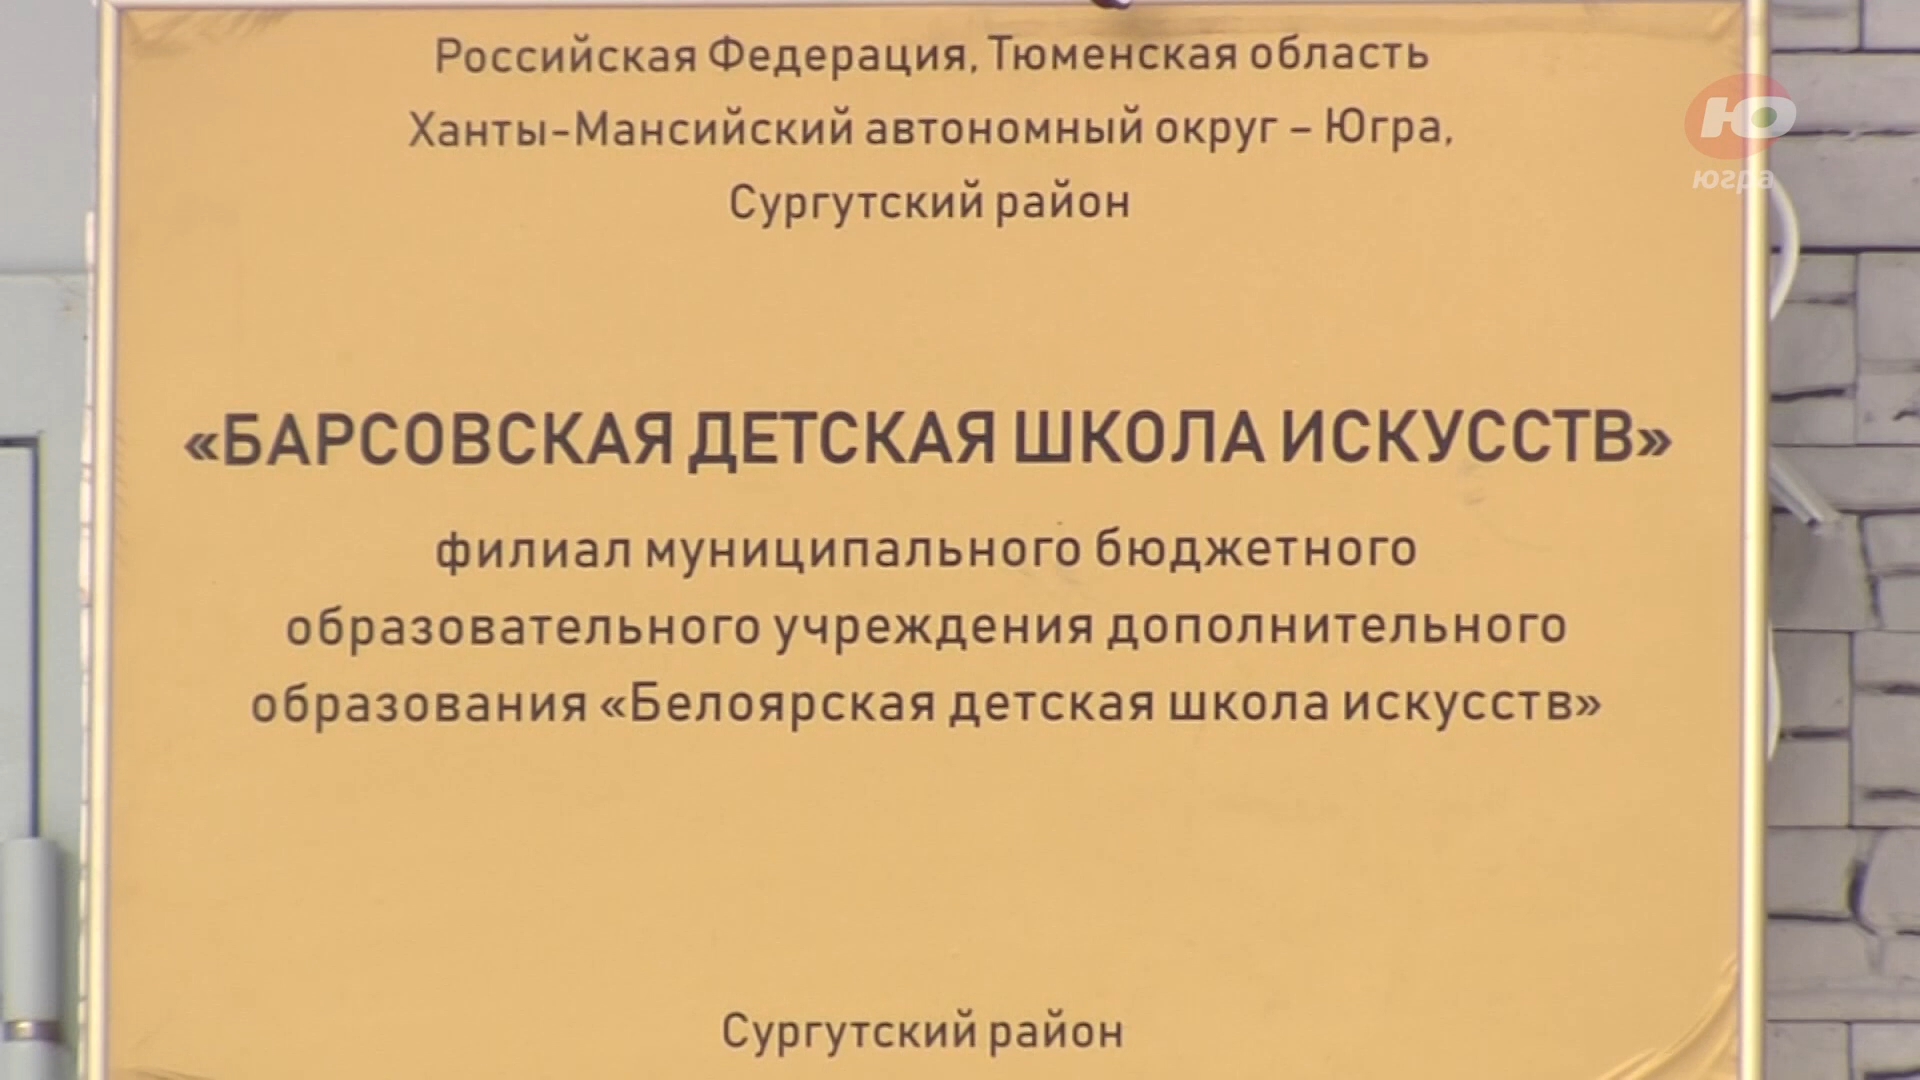 Российская Федерация, Тюменская область
Ханты-Мансийский автономный округ – Югра,
Сургутский район
Ю
югра
«БАРСОВСКАЯ ДЕТСКАЯ ШКОЛА ИСКУССТВ»
филиал муниципального бюджетного
образовательного учреждения дополнительного
образования «Белоярская детская школа искусств»
Сургутский район